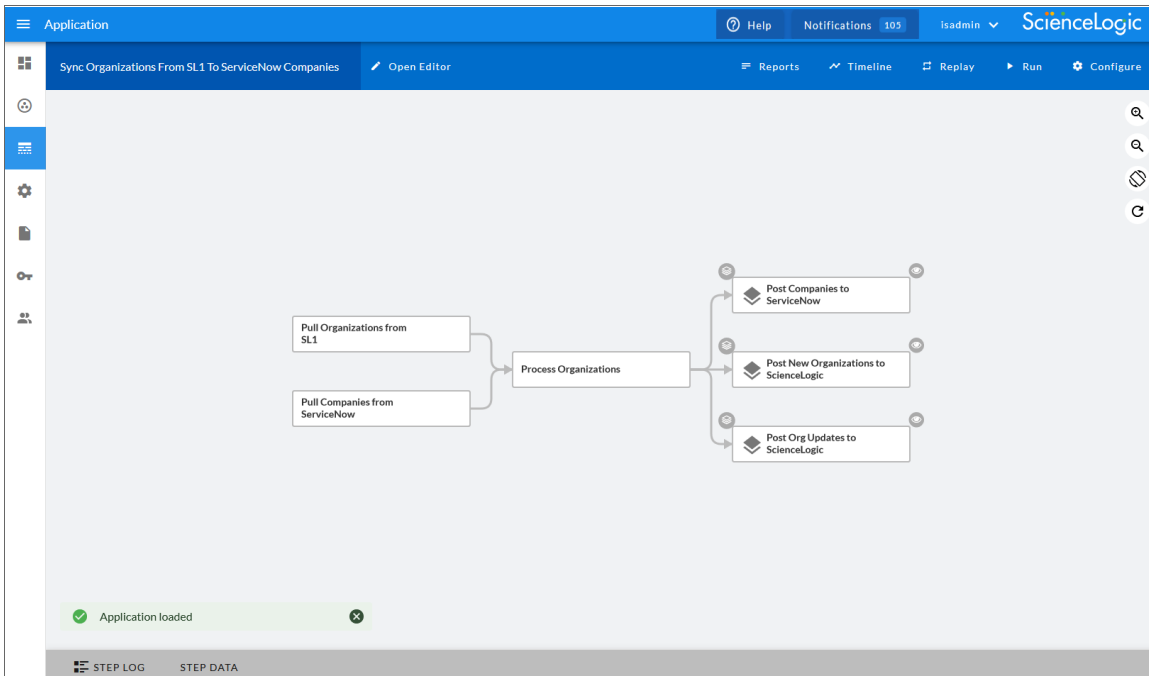 Application
Help
Notifications 105
isadmin
ScienceLogic
Sync Organizations From SL1 To ServiceNow Companies
Open Editor
Reports
Timeline
Replay
Run
Configure
Pull Organizations from
SL1
Pull Companies from
ServiceNow
Process Organizations
Post Companies to
ServiceNow
Post New Organizations to
ScienceLogic
Post Org Updates to
ScienceLogic
Application loaded
STEP LOG
STEP DATA